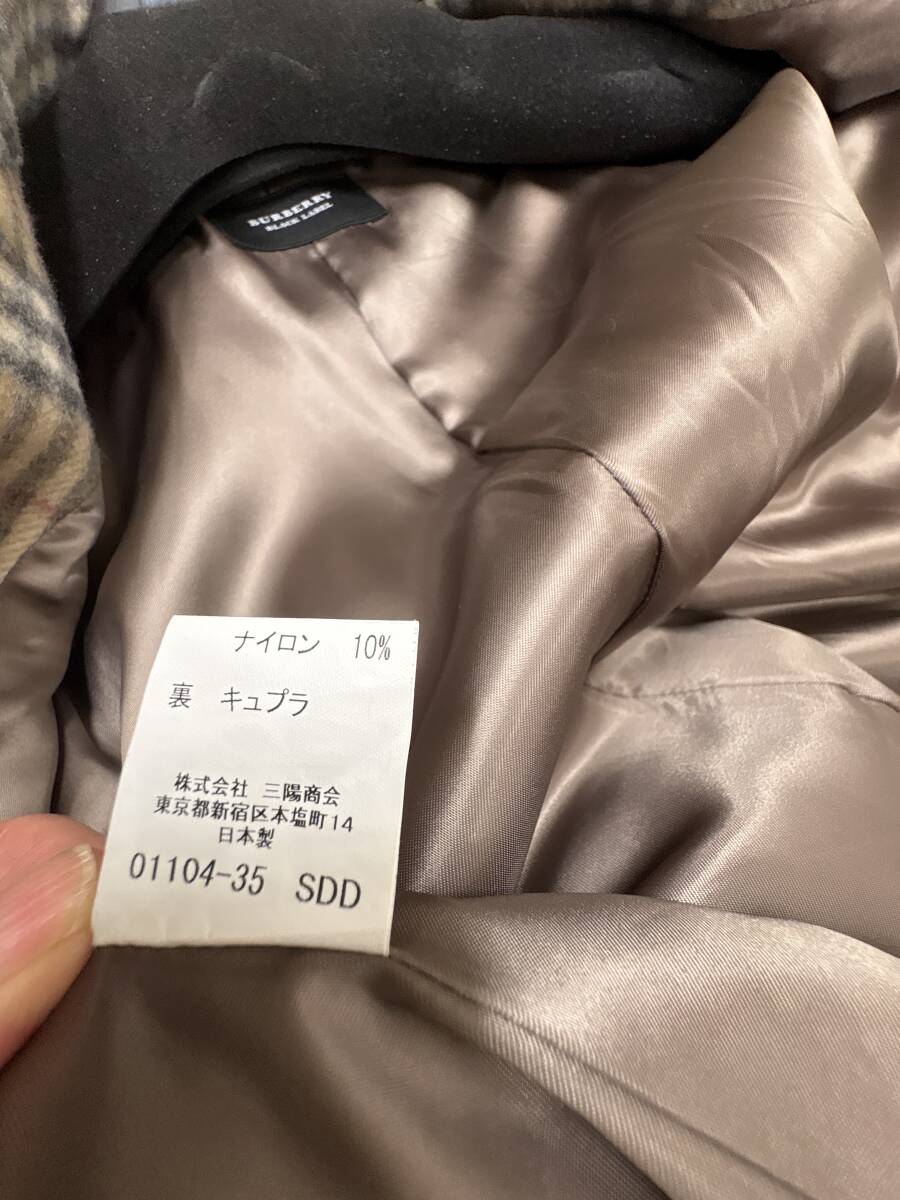 BURBERRY
BLACK LABEL
ナイロン 10%
裏 キュプラ
株式会社 三陽商会
東京都新宿区本塩町14
日本製
01104-35 SDD